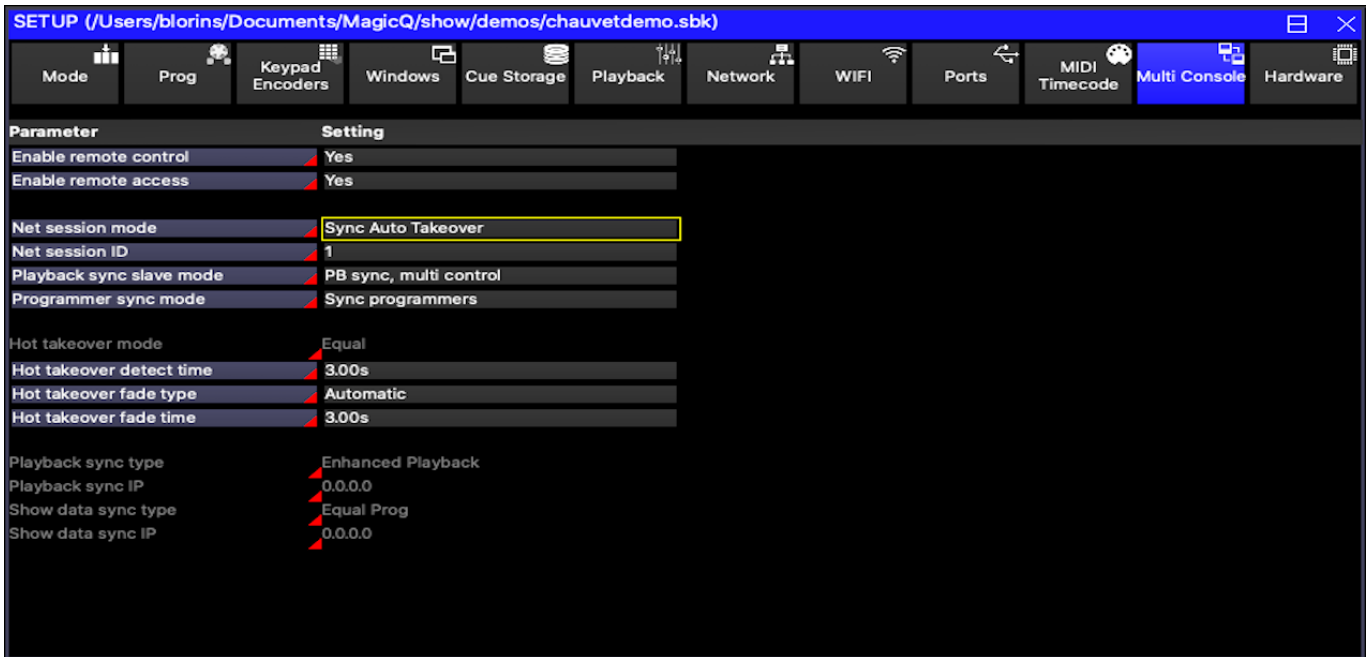 SETUP (/Users/blorins/Documents/MagicQ/show/demos/chauvetdemo.sbk)
Mode Prog Keypad Encoders Windows Cue Storage Playback Network WIFI Ports MIDI Timecode Multi Console Hardware
Parameter Setting
Enable remote control Yes
Enable remote access Yes
Net session mode Sync Auto Takeover
Net session ID 1
Playback sync slave mode PB sync, multi control
Programmer sync mode Sync programmers
Hot takeover mode Equal
Hot takeover detect time 3.00s
Hot takeover fade type Automatic
Hot takeover fade time 3.00s
Playback sync type Enhanced Playback
Playback sync IP 0.0.0.0
Show data sync type Equal Prog
Show data sync IP 0.0.0.0